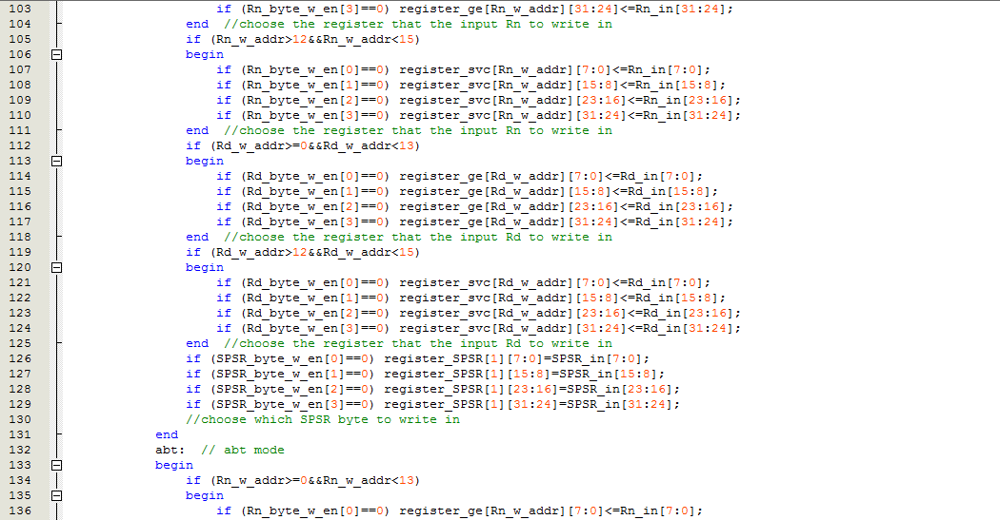 103 if (Rn_byte_w_en[3]==0) register_ge[Rn_w_addr][31:24]<=Rn_in[31:24];
104 end //choose the register that the input Rn to write in
105 if (Rn_w_addr>12&&Rn_w_addr<15)
106 begin
107 if (Rn_byte_w_en[0]==0) register_svc[Rn_w_addr][7:0]<=Rn_in[7:0];
108 if (Rn_byte_w_en[1]==0) register_svc[Rn_w_addr][15:8]<=Rn_in[15:8];
109 if (Rn_byte_w_en[2]==0) register_svc[Rn_w_addr][23:16]<=Rn_in[23:16];
110 if (Rn_byte_w_en[3]==0) register_svc[Rn_w_addr][31:24]<=Rn_in[31:24];
111 end //choose the register that the input Rn to write in
112 if (Rd_w_addr>=0&&Rd_w_addr<13)
113 begin
114 if (Rd_byte_w_en[0]==0) register_ge[Rd_w_addr][7:0]<=Rd_in[7:0];
115 if (Rd_byte_w_en[1]==0) register_ge[Rd_w_addr][15:8]<=Rd_in[15:8];
116 if (Rd_byte_w_en[2]==0) register_ge[Rd_w_addr][23:16]<=Rd_in[23:16];
117 if (Rd_byte_w_en[3]==0) register_ge[Rd_w_addr][31:24]<=Rd_in[31:24];
118 end //choose the register that the input Rd to write in
119 if (Rd_w_addr>12&&Rd_w_addr<15)
120 begin
121 if (Rd_byte_w_en[0]==0) register_svc[Rd_w_addr][7:0]<=Rd_in[7:0];
122 if (Rd_byte_w_en[1]==0) register_svc[Rd_w_addr][15:8]<=Rd_in[15:8];
123 if (Rd_byte_w_en[2]==0) register_svc[Rd_w_addr][23:16]<=Rd_in[23:16];
124 if (Rd_byte_w_en[3]==0) register_svc[Rd_w_addr][31:24]<=Rd_in[31:24];
125 end //choose the register that the input Rd to write in
126 if (SPSR_byte_w_en[0]==0) register_SPSR[1][7:0]=SPSR_in[7:0];
127 if (SPSR_byte_w_en[1]==0) register_SPSR[1][15:8]=SPSR_in[15:8];
128 if (SPSR_byte_w_en[2]==0) register_SPSR[1][23:16]=SPSR_in[23:16];
129 if (SPSR_byte_w_en[3]==0) register_SPSR[1][31:24]=SPSR_in[31:24];
130 //choose which SPSR byte to write in
131 end
132 abt: // abt mode
133 begin
134 if (Rn_w_addr>=0&&Rn_w_addr<13)
135 begin
136 if (Rn_byte_w_en[0]==0) register_ge[Rn_w_addr][7:0]<=Rn_in[7:0];